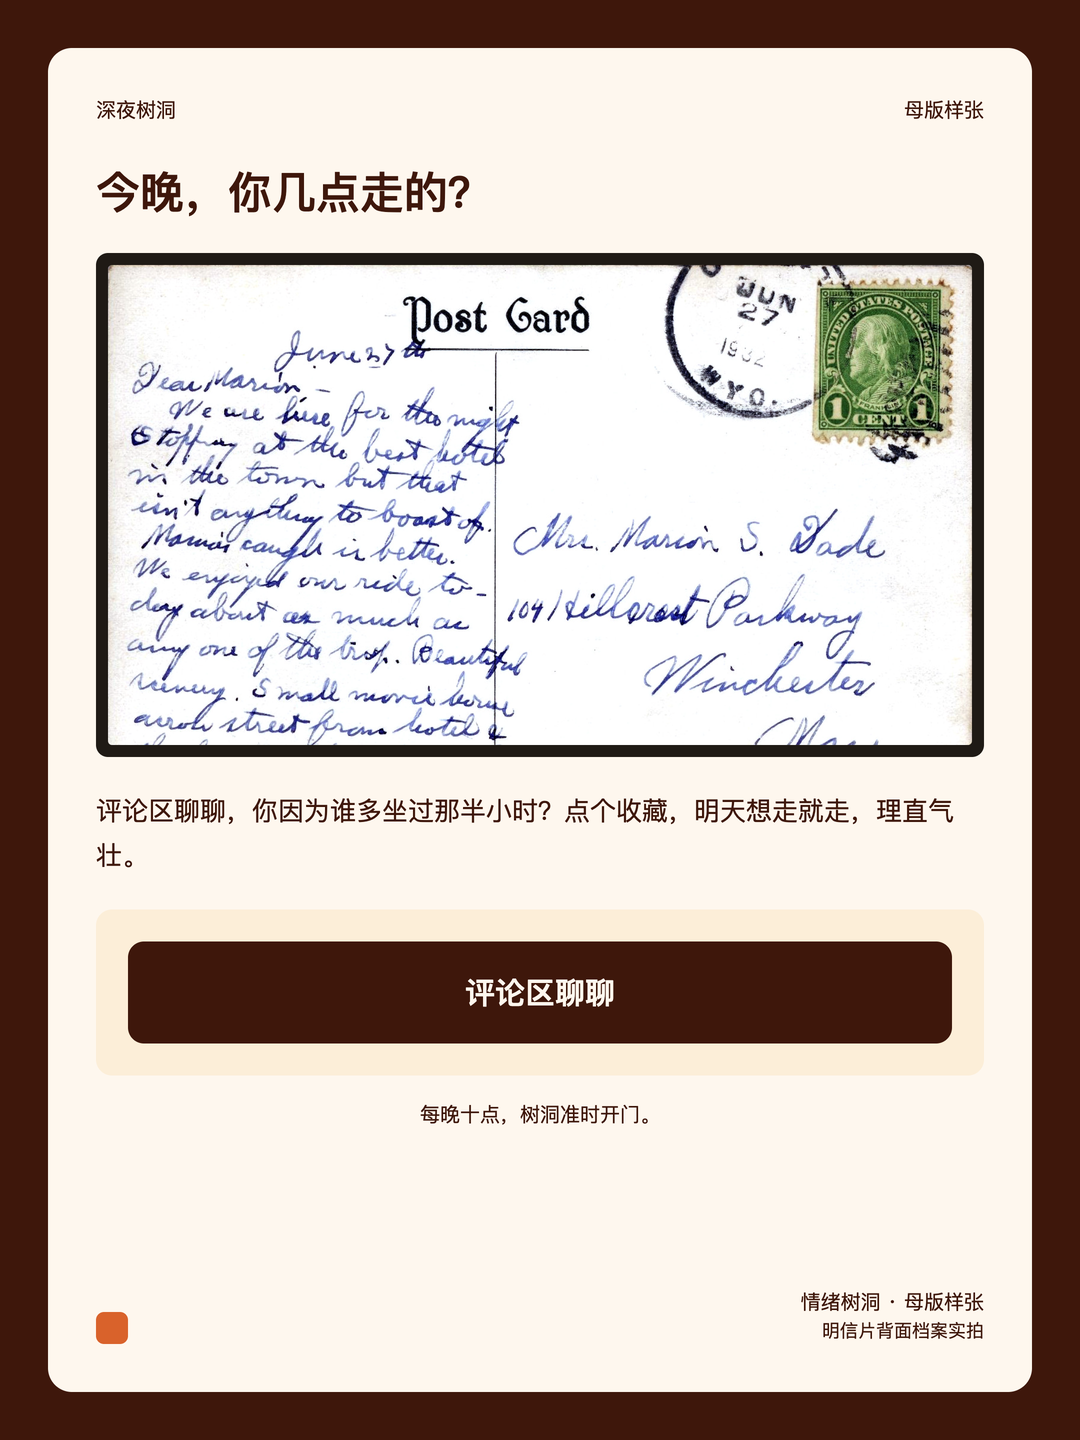 深夜树洞
母版样张
今晚，你几点走的？
Post Card
JUN
27
1932
WYO.
UNITED STATES POSTAGE
FRANKLIN
1 CENT 1
June 27th
Dear Marion —
We are here for the night
Stopping at the best hotel
in the town but that
isn't anything to boast of.
Mama's cough is better.
We enjoyed our ride to-
day about as much as
any one of the trip. Beautiful
scenery. Small movie house
across street from hotel &
Mrs. Marion S. Dade
104 Hillcrest Parkway
Winchester
Mass
评论区聊聊，你因为谁多坐过那半小时？点个收藏，明天想走就走，理直气
壮。
评论区聊聊
每晚十点，树洞准时开门。
情绪树洞 · 母版样张
明信片背面档案实拍